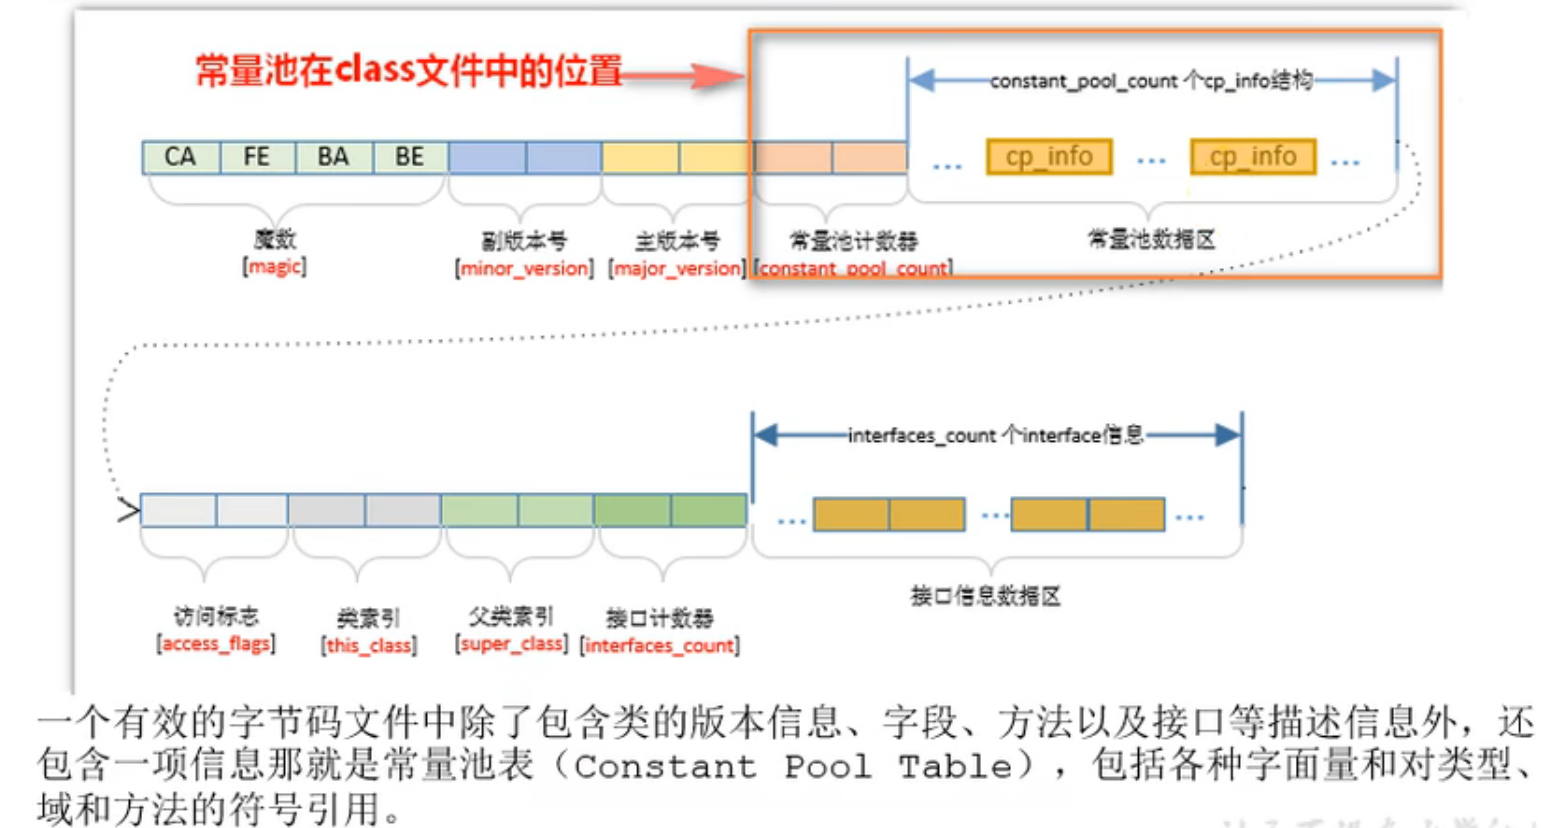 常量池在class文件中的位置
constant_pool_count 个cp_info结构
CA FE BA BE
... cp_info ... cp_info ...
魔数 副版本号 主版本号 常量池计数器 常量池数据区
[magic] [minor_version] [major_version] [constant_pool_count]
interfaces_count 个interface信息
... ... ...
接口信息数据区
访问标志 类索引 父类索引 接口计数器
[access_flags] [this_class] [super_class] [interfaces_count]
一个有效的字节码文件中除了包含类的版本信息、字段、方法以及接口等描述信息外，还
包含一项信息那就是常量池表（Constant Pool Table），包括各种字面量和对类型、
域和方法的符号引用。